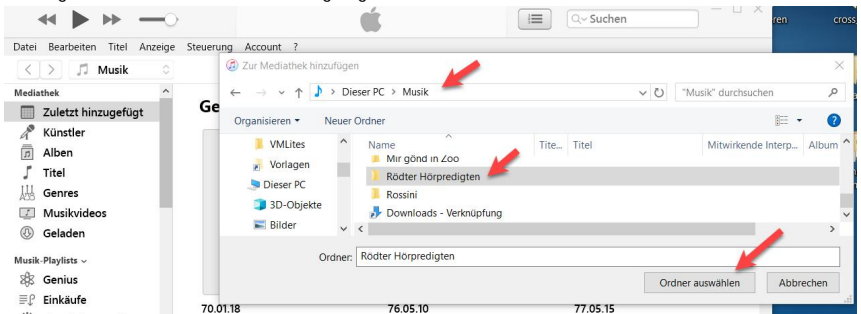 Suchen
ren
cross
Datei Bearbeiten Titel Anzeige Steuerung Account ?
Musik
Zur Mediathek hinzufügen
Mediathek
Dieser PC > Musik
"Musik" durchsuchen
Zuletzt hinzugefügt
Ge
Organisieren
Neuer Ordner
?
Künstler
VMLites
Name
Tite...
Titel
Mitwirkende Interp...
Album
Alben
Vorlagen
Mir gönd in Zoo
Titel
Dieser PC
Rödter Hörpredigten
Genres
3D-Objekte
Rossini
Musikvideos
Bilder
Downloads - Verknüpfung
Geladen
Ordner: Rödter Hörpredigten
Musik-Playlists
Genius
Ordner auswählen
Abbrechen
Einkäufe
70.01.18
76.05.10
77.05.15